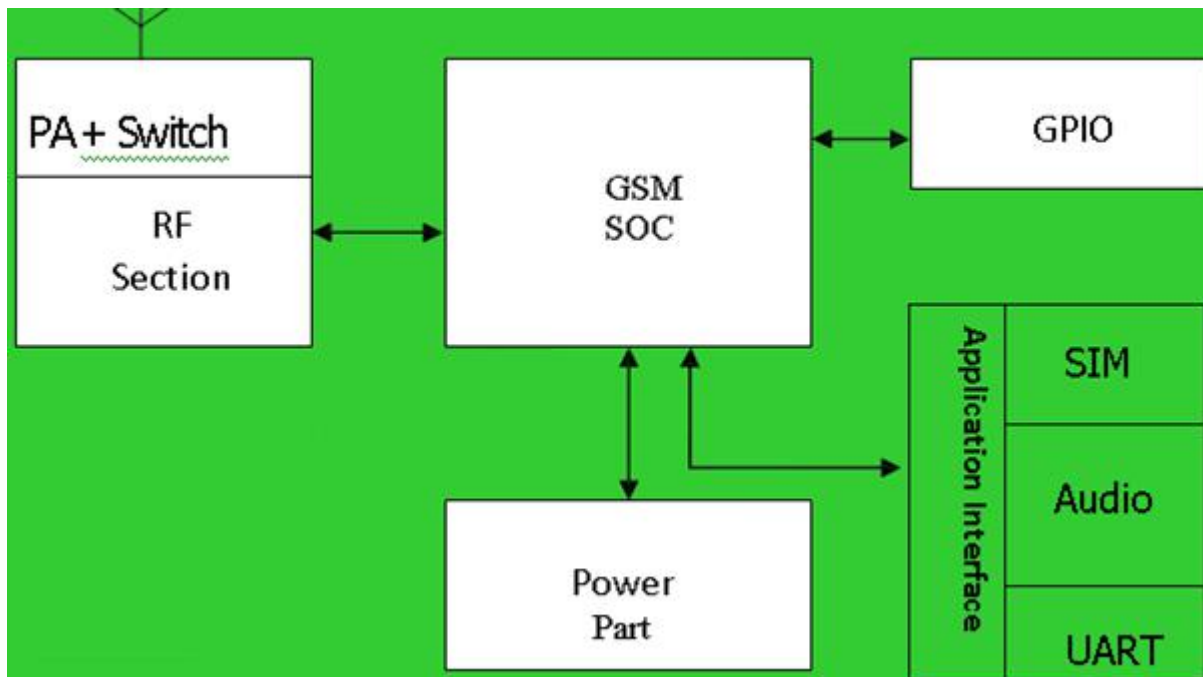 PA+ Switch
RF
Section
GSM
SOC
GPIO
Power
Part
Application Interface
SIM
Audio
UART